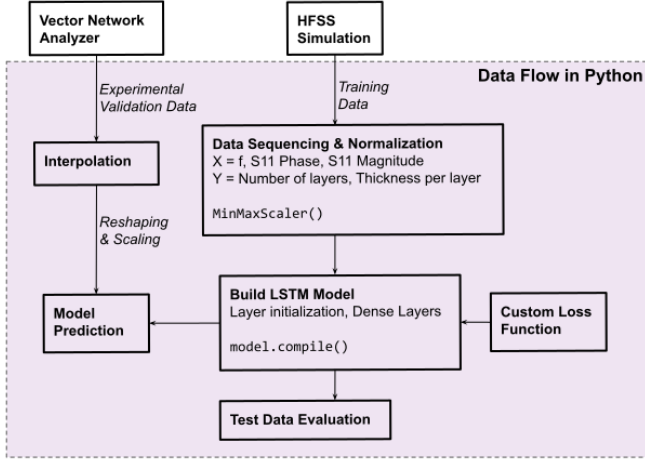 Vector Network
Analyzer
HFSS
Simulation
Data Flow in Python
Experimental
Validation Data
Training
Data
Interpolation
Data Sequencing & Normalization
X = f, S11 Phase, S11 Magnitude
Y = Number of layers, Thickness per layer
MinMaxScaler()
Reshaping
& Scaling
Model
Prediction
Build LSTM Model
Layer initialization, Dense Layers
model.compile()
Custom Loss
Function
Test Data Evaluation